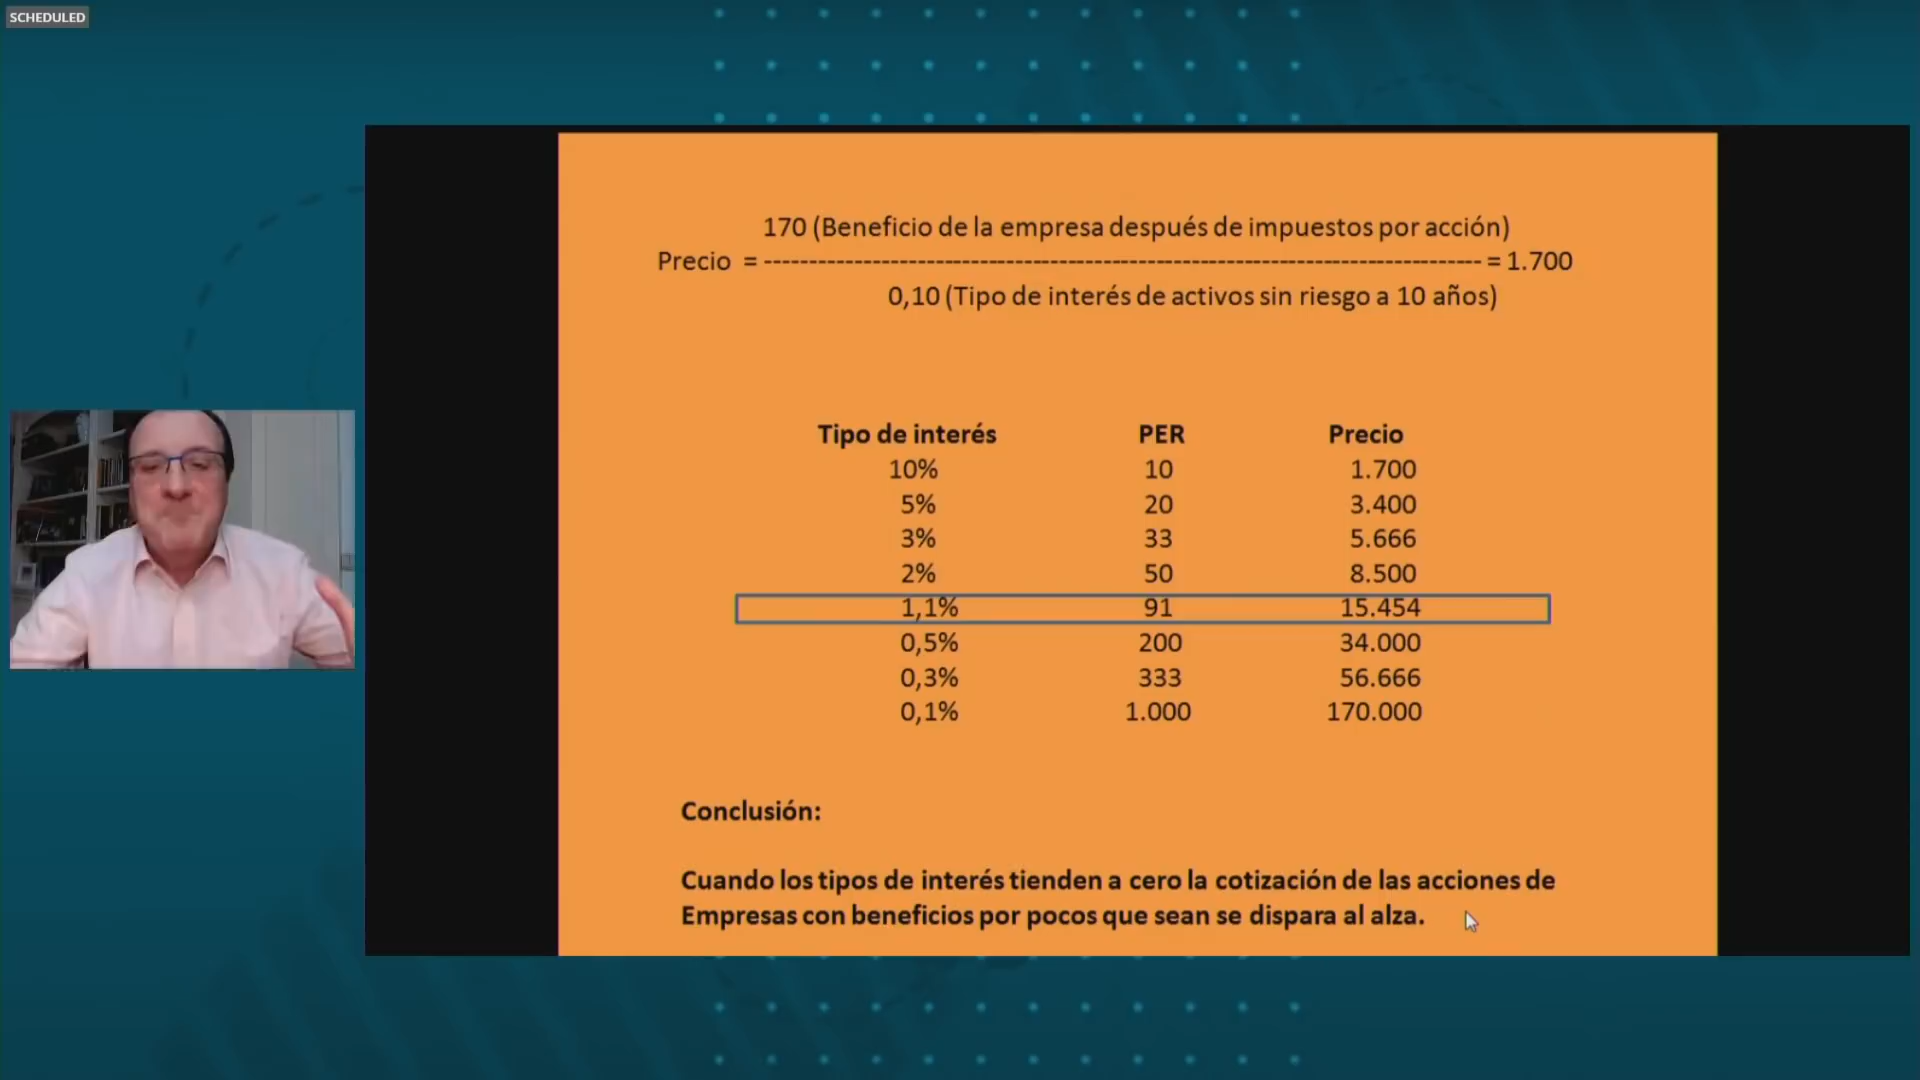 SCHEDULED
170 (Beneficio de la empresa después de impuestos por acción)
Precio = -------------------------------------------------------------------------------- = 1.700
0,10 (Tipo de interés de activos sin riesgo a 10 años)
Tipo de interés PER Precio
10% 10 1.700
5% 20 3.400
3% 33 5.666
2% 50 8.500
1,1% 91 15.454
0,5% 200 34.000
0,3% 333 56.666
0,1% 1.000 170.000
Conclusión:
Cuando los tipos de interés tienden a cero la cotización de las acciones de
Empresas con beneficios por pocos que sean se dispara al alza.